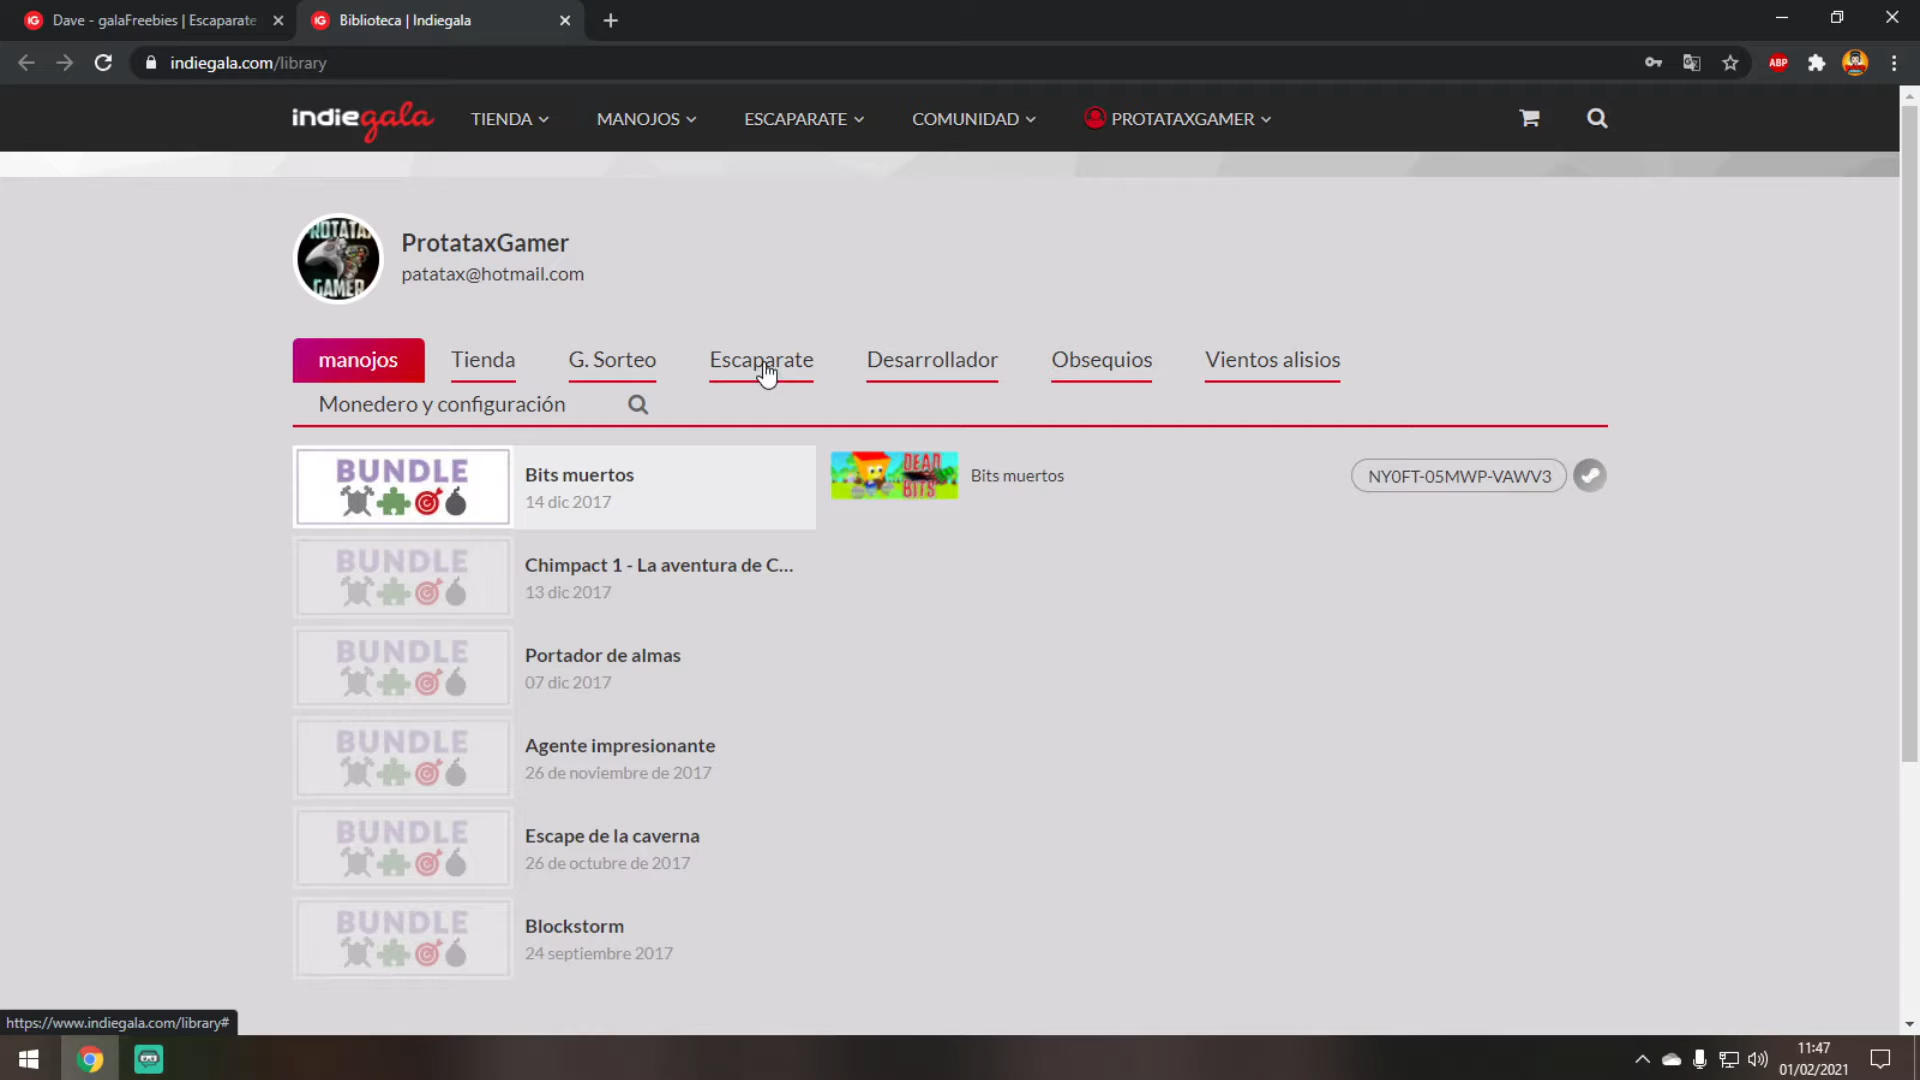 Dave - galaFreebies | Escaparate
Biblioteca | Indiegala
indiegala.com/library
ABP
indiegala
TIENDA
MANOJOS
ESCAPARATE
COMUNIDAD
PROTATAXGAMER
PROTATAX
GAMER
ProtataxGamer
patatax@hotmail.com
manojos
Tienda
G. Sorteo
Escaparate
Desarrollador
Obsequios
Vientos alisios
Monedero y configuración
BUNDLE
Bits muertos
14 dic 2017
DEAD BITS
Bits muertos
NY0FT-05MWP-VAWV3
BUNDLE
Chimpact 1 - La aventura de C...
13 dic 2017
BUNDLE
Portador de almas
07 dic 2017
BUNDLE
Agente impresionante
26 de noviembre de 2017
BUNDLE
Escape de la caverna
26 de octubre de 2017
BUNDLE
Blockstorm
24 septiembre 2017
https://www.indiegala.com/library#
11:47
01/02/2021